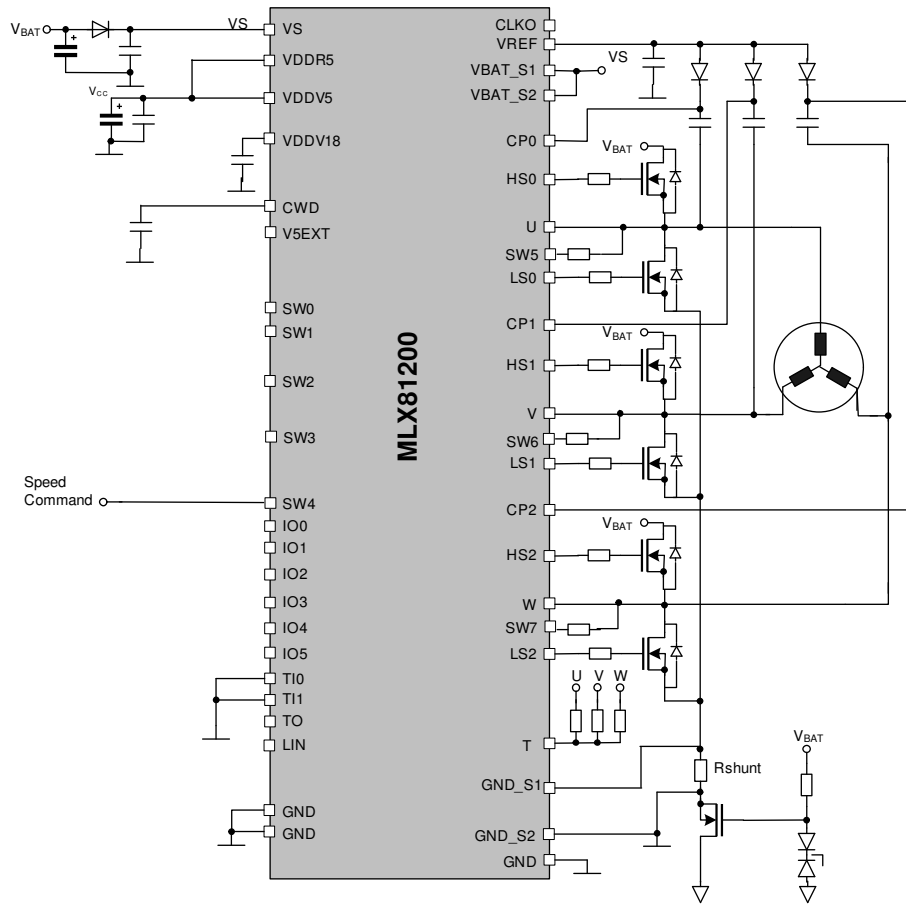 VBAT
VS
VS
VDDR5
VCC
VDDV5
VDDV18
CWD
V5EXT
SW0
SW1
SW2
SW3
Speed
Command
SW4
IO0
IO1
IO2
IO3
IO4
IO5
TI0
TI1
TO
LIN
GND
GND
MLX81200
CLKO
VREF
VBAT_S1
VS
VBAT_S2
CP0
VBAT
HS0
U
SW5
LS0
CP1
VBAT
HS1
V
SW6
LS1
CP2
VBAT
HS2
W
SW7
LS2
U V W
T
VBAT
Rshunt
GND_S1
GND_S2
GND